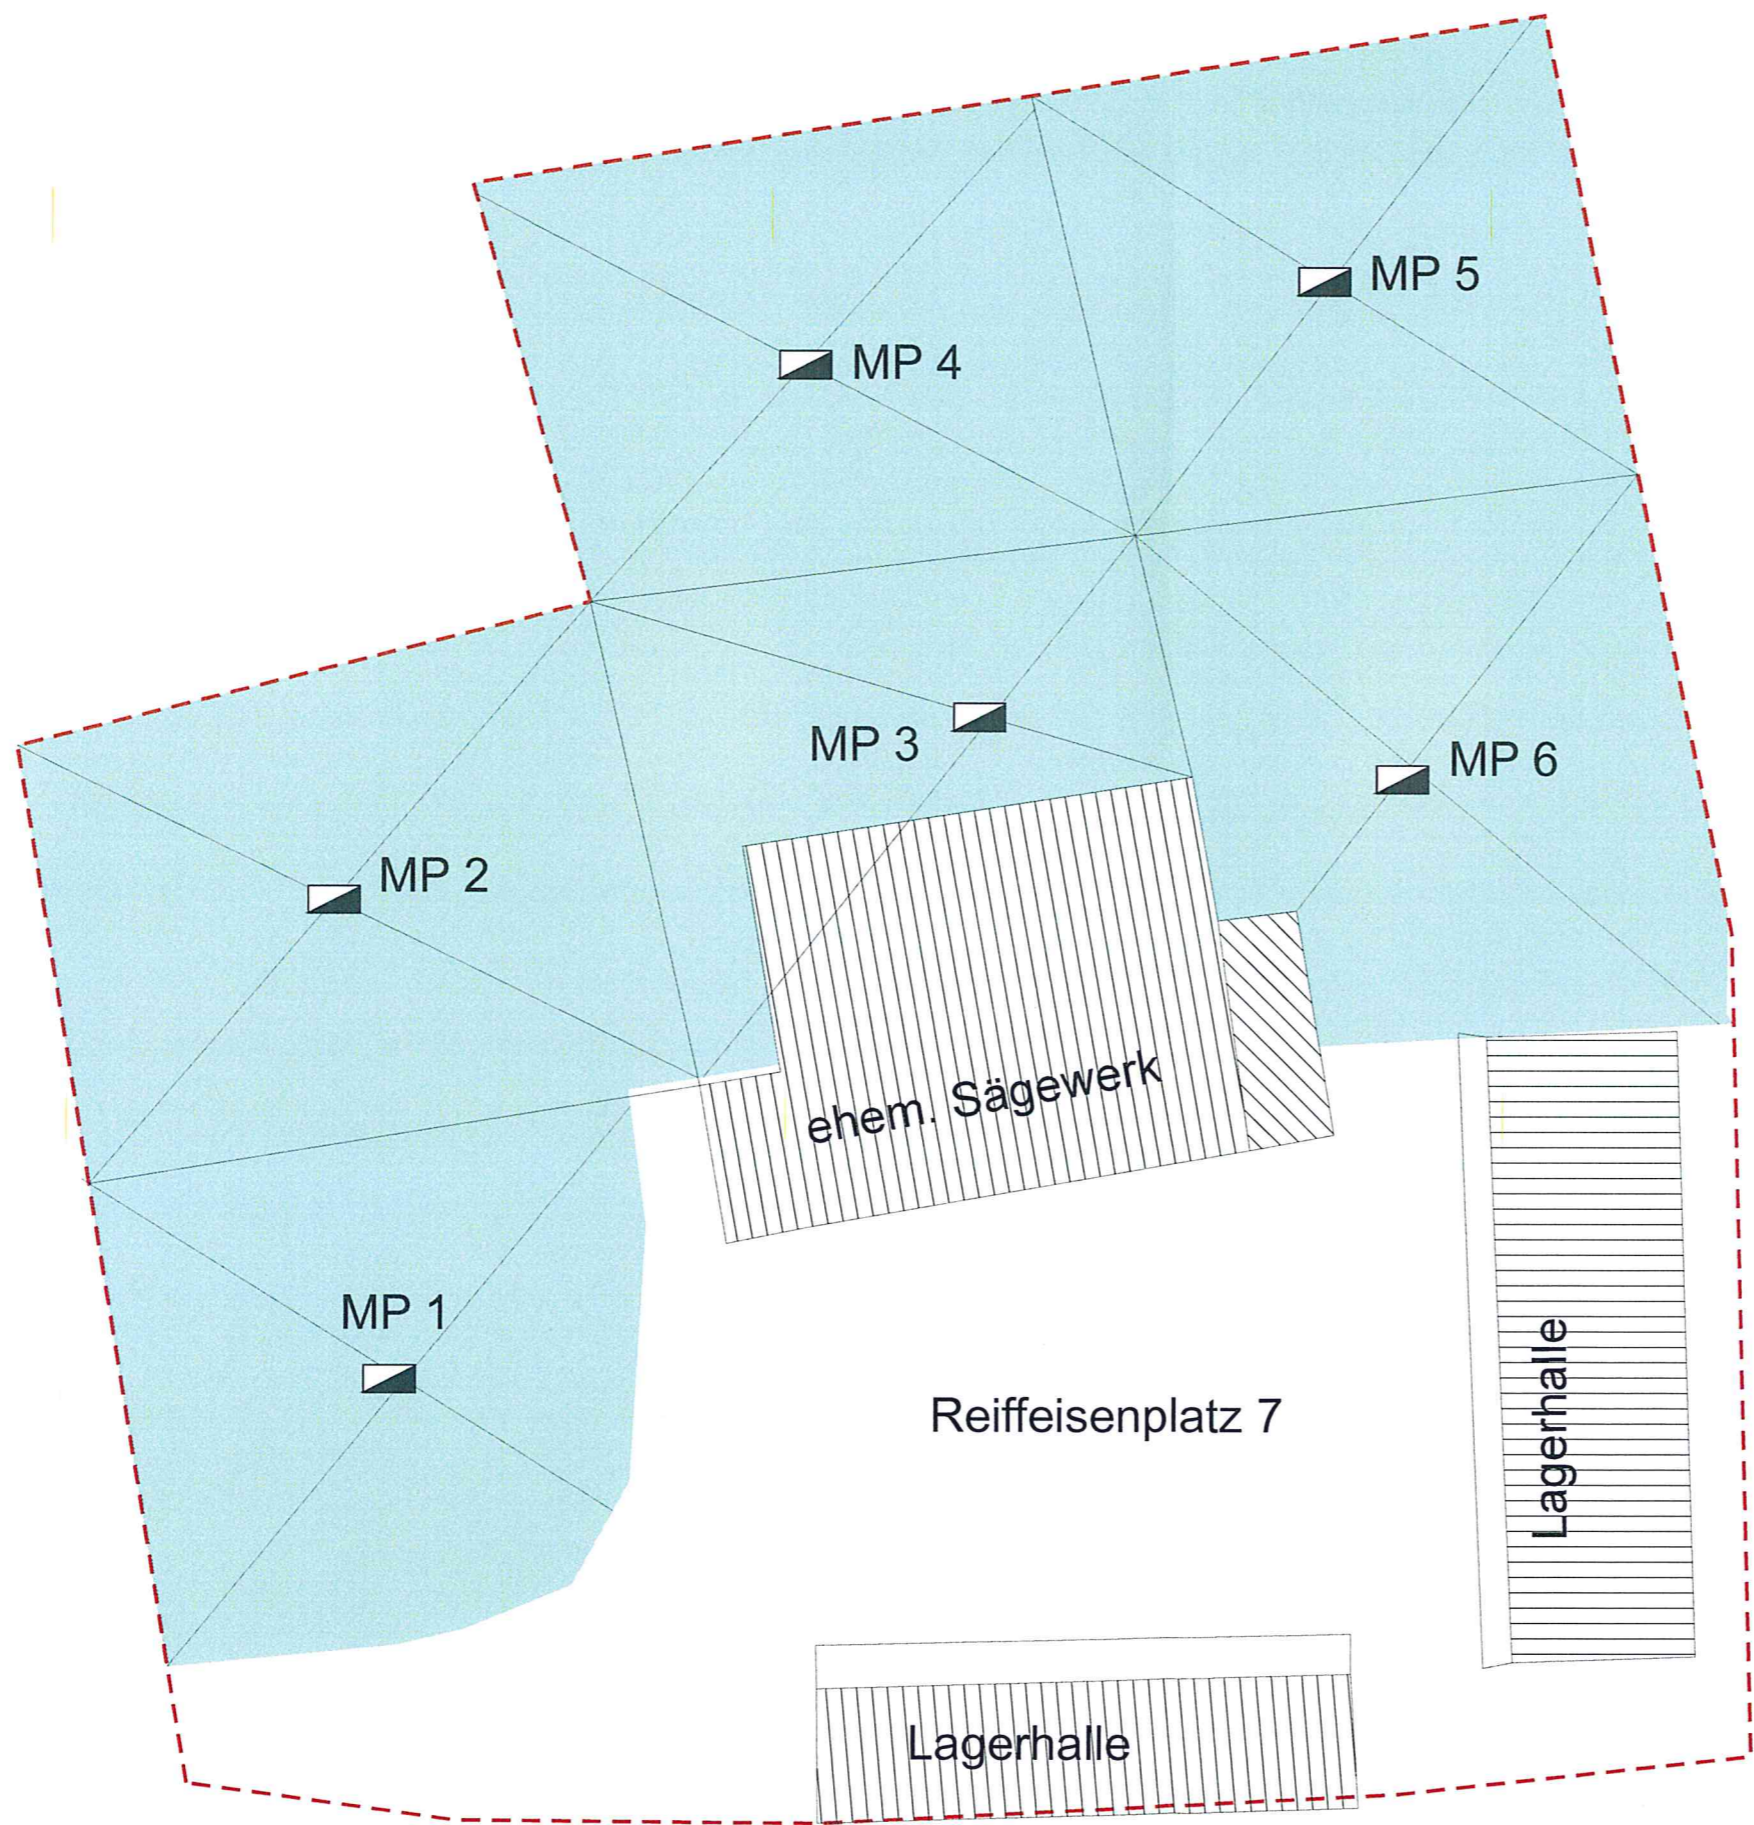 MP 5
MP 4
MP 3
MP 6
MP 2
ehem. Sägewerk
MP 1
Reiffeisenplatz 7
Lagerhalle
Lagerhalle